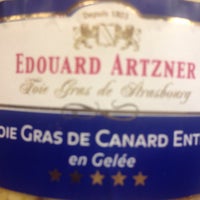 Depuis 1803
EDOUARD ARTZNER
Foie Gras de Strasbourg
OIE GRAS DE CANARD ENT
en Gelée